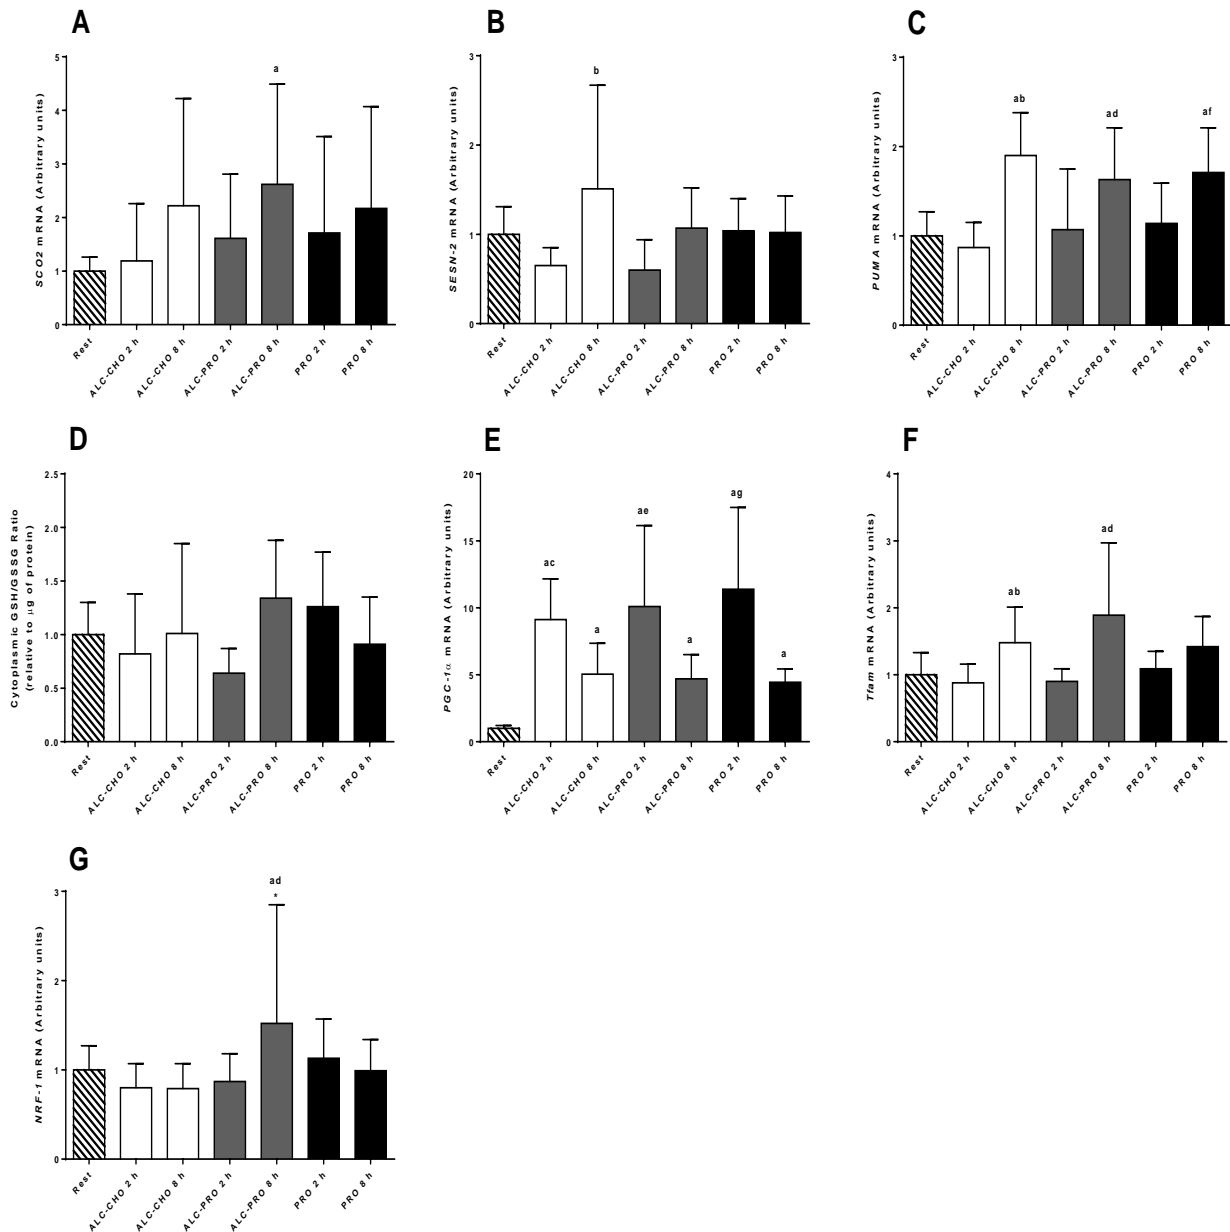 A
SCO2 mRNA (Arbitrary units)
5
4
3
2
1
0
a
Rest
ALC-CHO 2 h
ALC-CHO 8 h
ALC-PRO 2 h
ALC-PRO 8 h
PRO 2 h
PRO 8 h
B
SESN-2 mRNA (Arbitrary units)
3
2
1
0
b
Rest
ALC-CHO 2 h
ALC-CHO 8 h
ALC-PRO 2 h
ALC-PRO 8 h
PRO 2 h
PRO 8 h
C
PUMA mRNA (Arbitrary units)
3
2
1
0
ab
ad
af
Rest
ALC-CHO 2 h
ALC-CHO 8 h
ALC-PRO 2 h
ALC-PRO 8 h
PRO 2 h
PRO 8 h
D
Cytoplasmic GSH/GSSG Ratio
(relative to µg of protein)
2.5
2.0
1.5
1.0
0.5
0.0
Rest
ALC-CHO 2 h
ALC-CHO 8 h
ALC-PRO 2 h
ALC-PRO 8 h
PRO 2 h
PRO 8 h
E
PGC-1α mRNA (Arbitrary units)
20
15
10
5
0
ac
a
ae
a
ag
a
Rest
ALC-CHO 2 h
ALC-CHO 8 h
ALC-PRO 2 h
ALC-PRO 8 h
PRO 2 h
PRO 8 h
F
Tfam mRNA (Arbitrary units)
4
3
2
1
0
ab
ad
Rest
ALC-CHO 2 h
ALC-CHO 8 h
ALC-PRO 2 h
ALC-PRO 8 h
PRO 2 h
PRO 8 h
G
NRF-1 mRNA (Arbitrary units)
3
2
1
0
ad
*
Rest
ALC-CHO 2 h
ALC-CHO 8 h
ALC-PRO 2 h
ALC-PRO 8 h
PRO 2 h
PRO 8 h